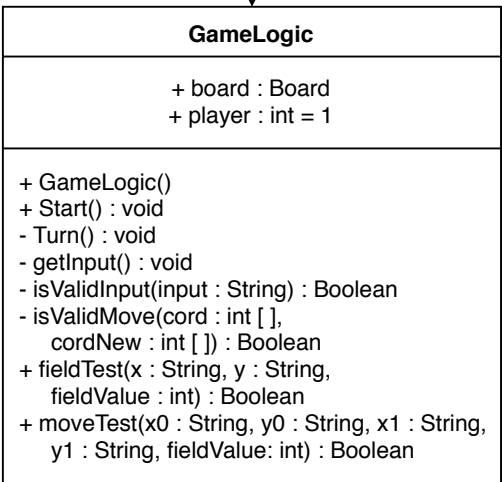 GameLogic
+ board : Board
+ player : int = 1
+ GameLogic()
+ Start() : void
- Turn() : void
- getInput() : void
- isValidInput(input : String) : Boolean
- isValidMove(cord : int [ ],
cordNew : int [ ]) : Boolean
+ fieldTest(x : String, y : String,
fieldValue : int) : Boolean
+ moveTest(x0 : String, y0 : String, x1 : String,
y1 : String, fieldValue: int) : Boolean